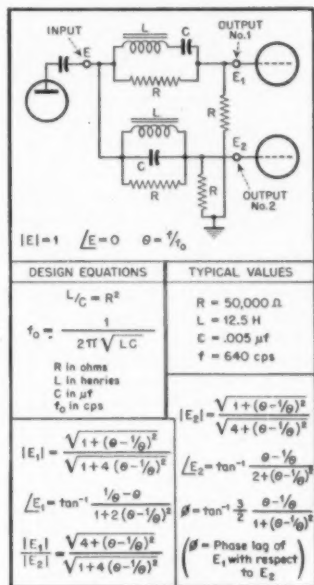 INPUT
E
L
C
R
OUTPUT
No.1
E₁
L
C
R
R
R
E₂
OUTPUT
No.2
|E|=1 ∠E=0 θ=f/f₀
DESIGN EQUATIONS
L/C = R²
f₀ = 1/(2π√LC)
R in ohms
L in henries
C in μf
f₀ in cps
TYPICAL VALUES
R = 50,000 Ω
L = 12.5 H
C = .005 μf
f = 640 cps
|E₁| = √(1+(θ-1/θ)²)/√(1+4(θ-1/θ)²)
∠E₁ = tan⁻¹ (1/θ-θ)/(1+2(θ-1/θ)²)
|E₁|/|E₂| = √(4+(θ-1/θ)²)/√(1+4(θ-1/θ)²)
|E₂| = √(1+(θ-1/θ)²)/√(4+(θ-1/θ)²)
∠E₂ = tan⁻¹ (θ-1/θ)/(2+(θ-1/θ)²)
ø = tan⁻¹ 3/2 (θ-1/θ)/(1+(θ-1/θ)²)
(ø = Phase lag of
E₁ with respect
to E₂)